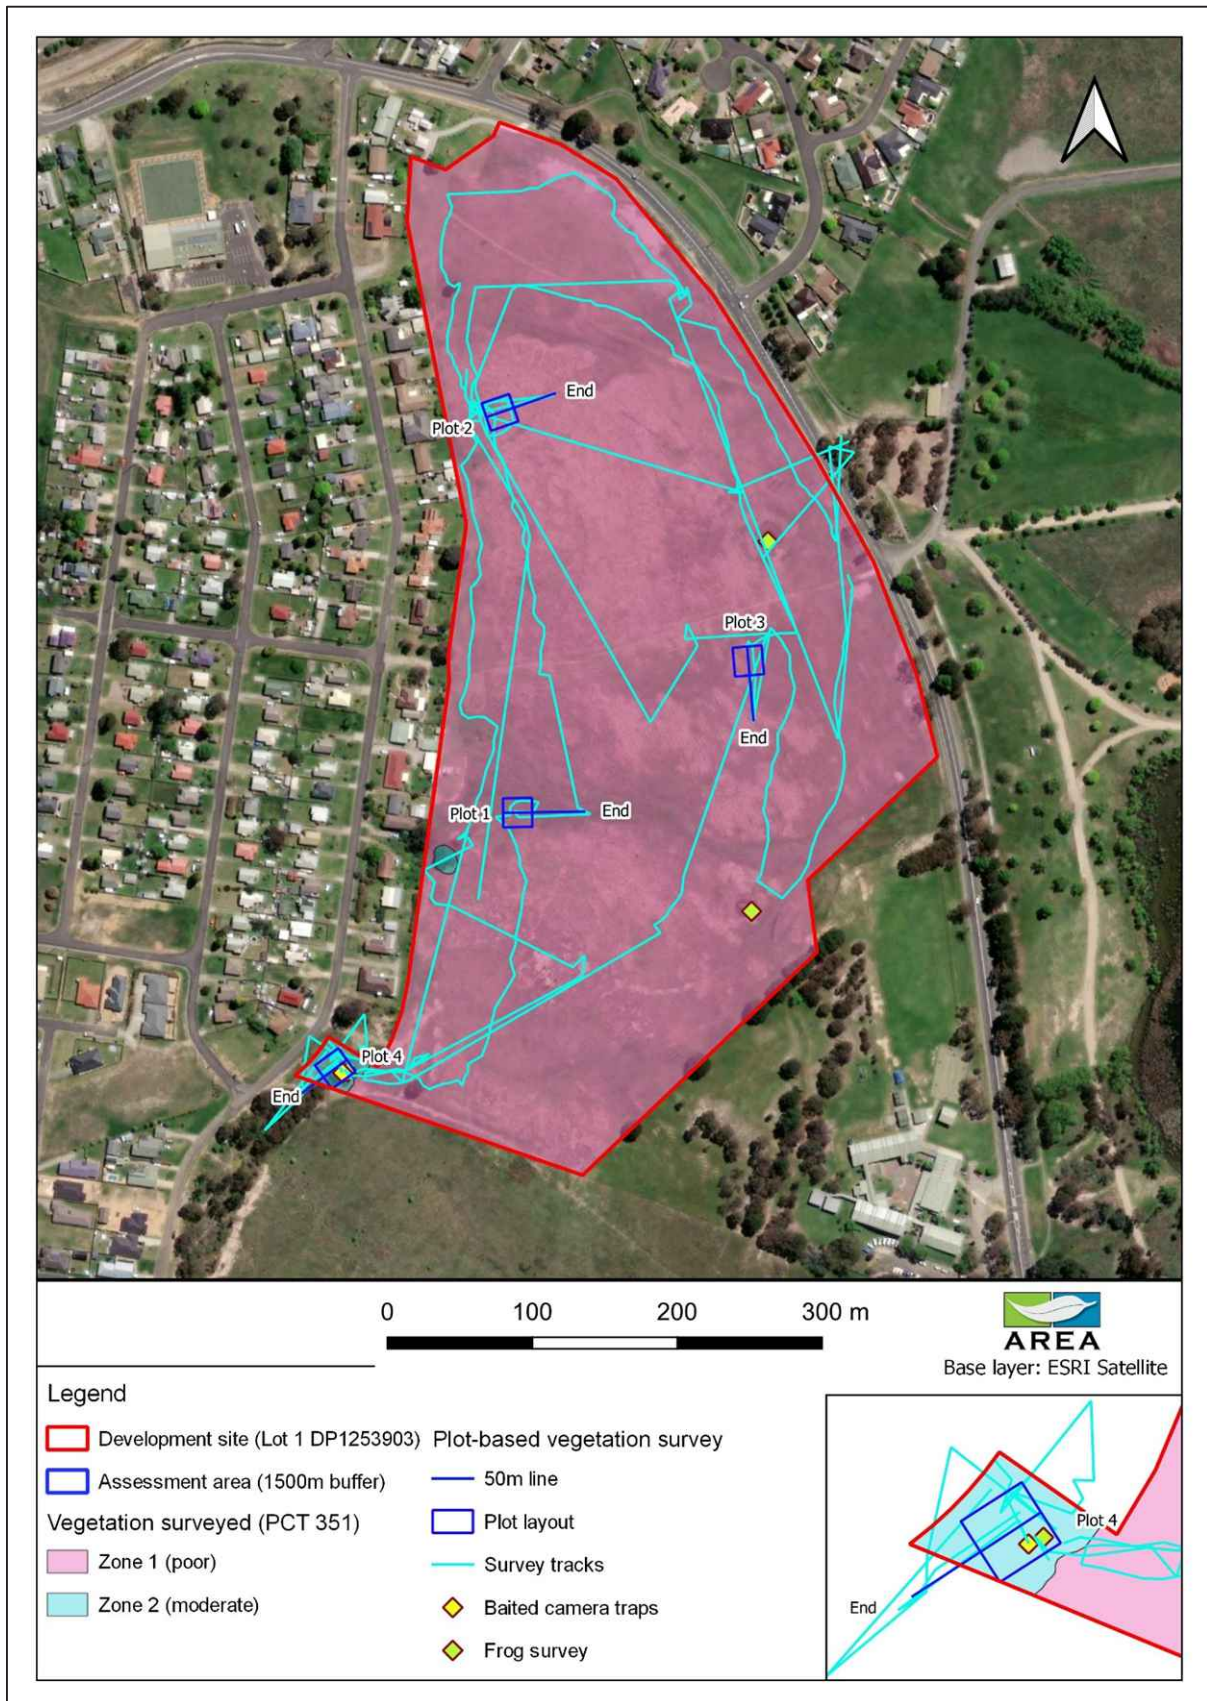 End
Plot 2
Plot 3
End
Plot 1
End
Plot 4
End
0 100 200 300 m
AREA
Base layer: ESRI Satellite
Legend
Development site (Lot 1 DP1253903)
Assessment area (1500m buffer)
Vegetation surveyed (PCT 351)
Zone 1 (poor)
Zone 2 (moderate)
Plot-based vegetation survey
50m line
Plot layout
Survey tracks
Baited camera traps
Frog survey
Plot 4
End